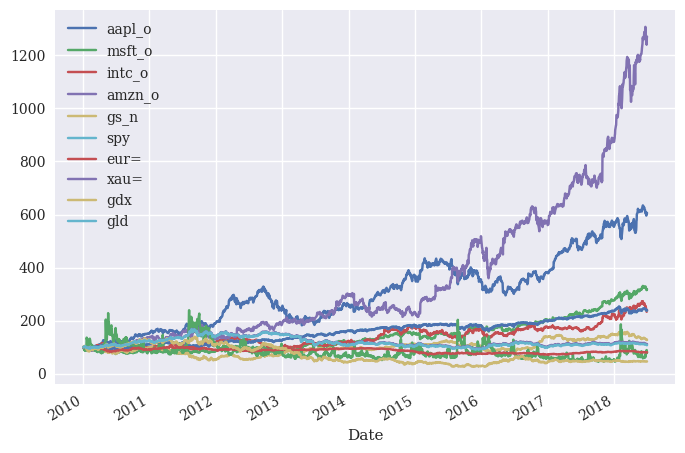 aapl_o
msft_o
intc_o
amzn_o
gs_n
spy
eur=
xau=
gdx
gld
1200
1000
800
600
400
200
0
2010 2011 2012 2013 2014 2015 2016 2017 2018
Date